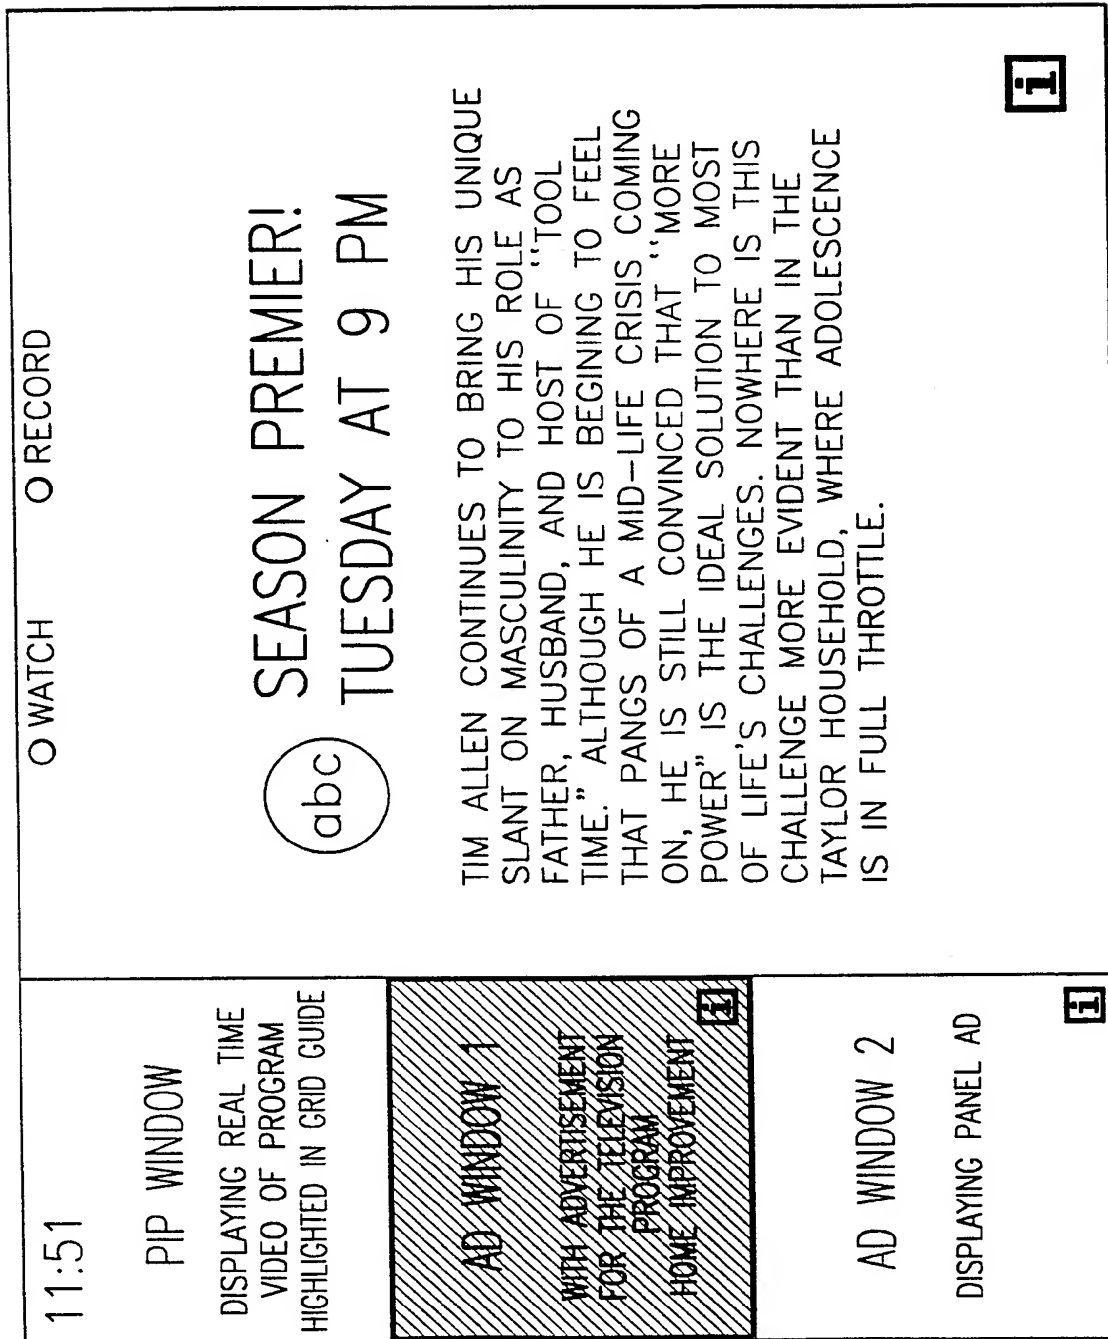 11:51
PIP WINDOW
DISPLAYING REAL TIME
VIDEO OF PROGRAM
HIGHLIGHTED IN GRID GUIDE
AD WINDOW 1
WITH ADVERTISEMENT
FOR THE TELEVISION
PROGRAM
HOME IMPROVEMENT
i
AD WINDOW 2
DISPLAYING PANEL AD
i
O WATCH O RECORD
abc
SEASON PREMIER!
TUESDAY AT 9 PM
TIM ALLEN CONTINUES TO BRING HIS UNIQUE
SLANT ON MASCULINITY TO HIS ROLE AS
FATHER, HUSBAND, AND HOST OF ''TOOL
TIME." ALTHOUGH HE IS BEGINING TO FEEL
THAT PANGS OF A MID-LIFE CRISIS COMING
ON, HE IS STILL CONVINCED THAT ''MORE
POWER" IS THE IDEAL SOLUTION TO MOST
OF LIFE'S CHALLENGES. NOWHERE IS THIS
CHALLENGE MORE EVIDENT THAN IN THE
TAYLOR HOUSEHOLD, WHERE ADOLESCENCE
IS IN FULL THROTTLE.
i